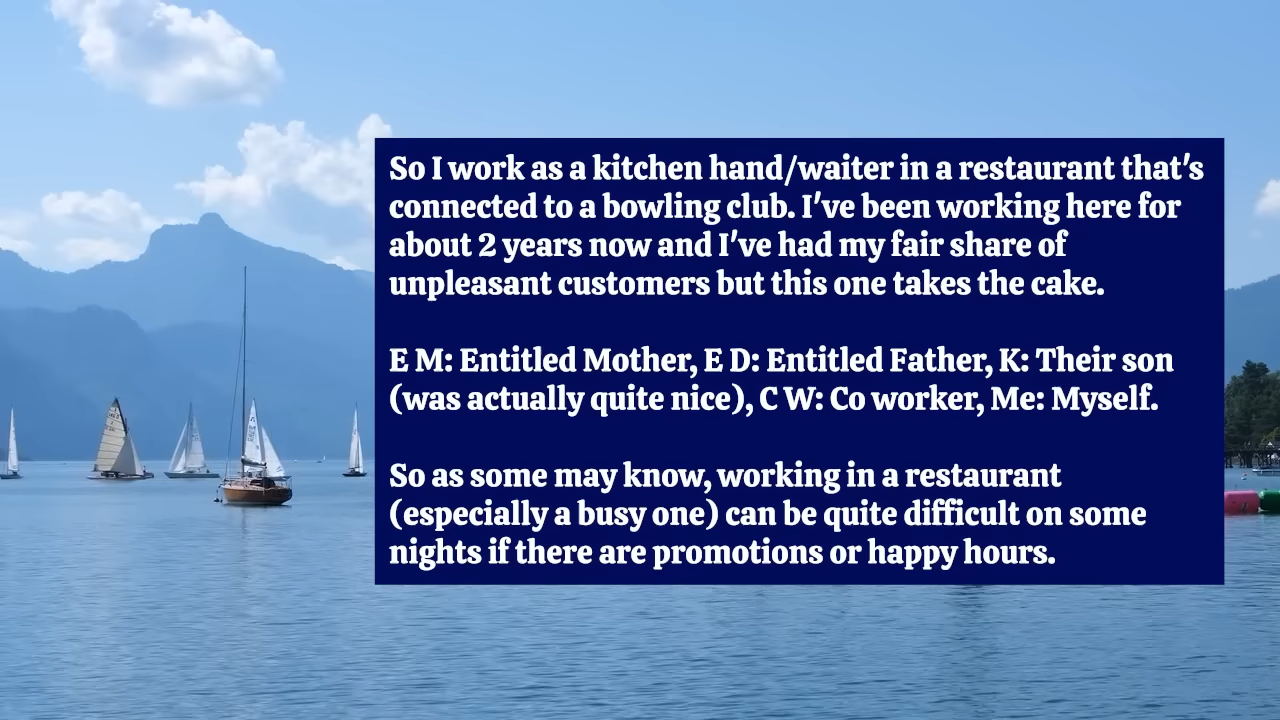 So I work as a kitchen hand/waiter in a restaurant that's
connected to a bowling club. I've been working here for
about 2 years now and I've had my fair share of
unpleasant customers but this one takes the cake.
E M: Entitled Mother, E D: Entitled Father, K: Their son
(was actually quite nice), C W: Co worker, Me: Myself.
So as some may know, working in a restaurant
(especially a busy one) can be quite difficult on some
nights if there are promotions or happy hours.